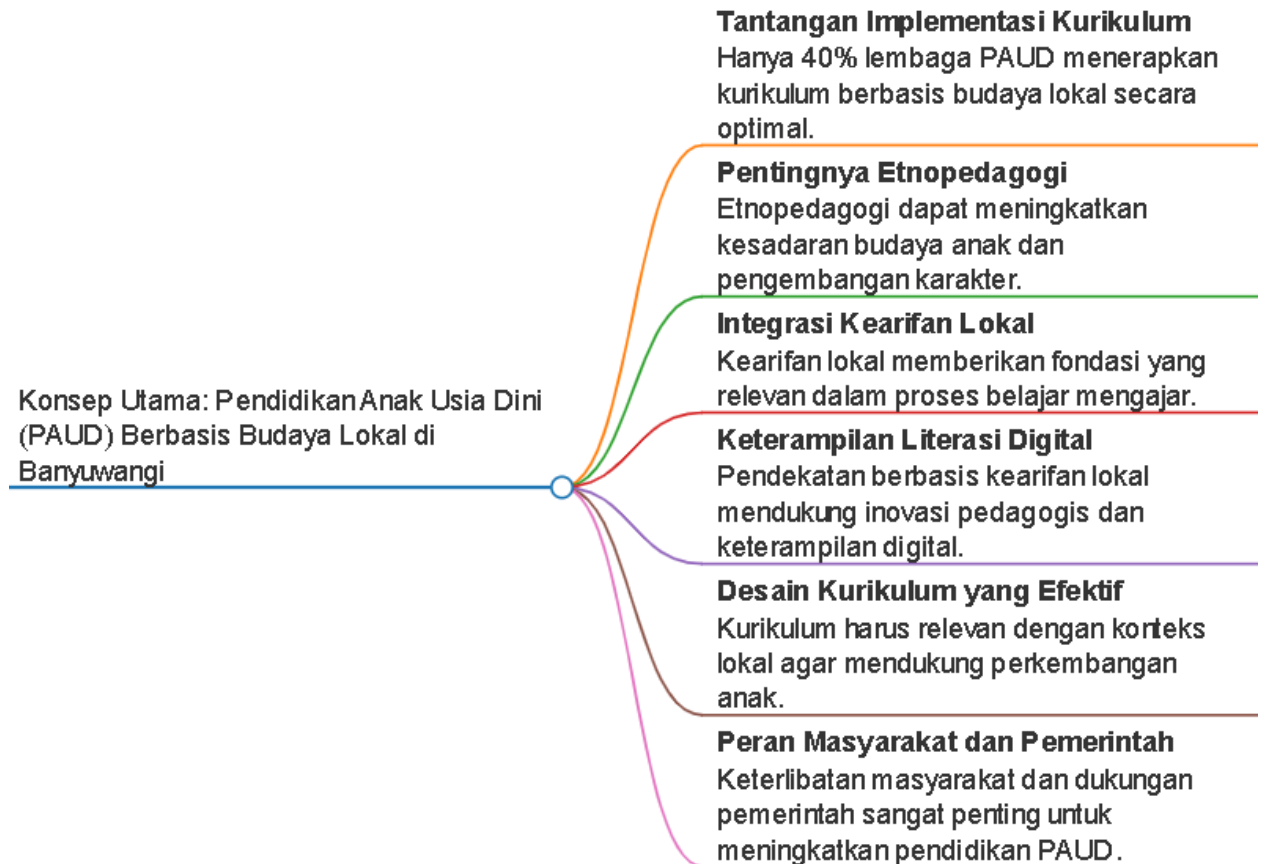 Konsep Utama: Pendidikan Anak Usia Dini
(PAUD) Berbasis Budaya Lokal di
Banyuwangi
Tantangan Implementasi Kurikulum
Hanya 40% lembaga PAUD menerapkan
kurikulum berbasis budaya lokal secara
optimal.
Pentingnya Etnopedagogi
Etnopedagogi dapat meningkatkan
kesadaran budaya anak dan
pengembangan karakter.
Integrasi Kearifan Lokal
Kearifan lokal memberikan fondasi yang
relevan dalam proses belajar mengajar.
Keterampilan Literasi Digital
Pendekatan berbasis kearifan lokal
mendukung inovasi pedagogis dan
keterampilan digital.
Desain Kurikulum yang Efektif
Kurikulum harus relevan dengan konteks
lokal agar mendukung perkembangan
anak.
Peran Masyarakat dan Pemerintah
Keterlibatan masyarakat dan dukungan
pemerintah sangat penting untuk
meningkatkan pendidikan PAUD.